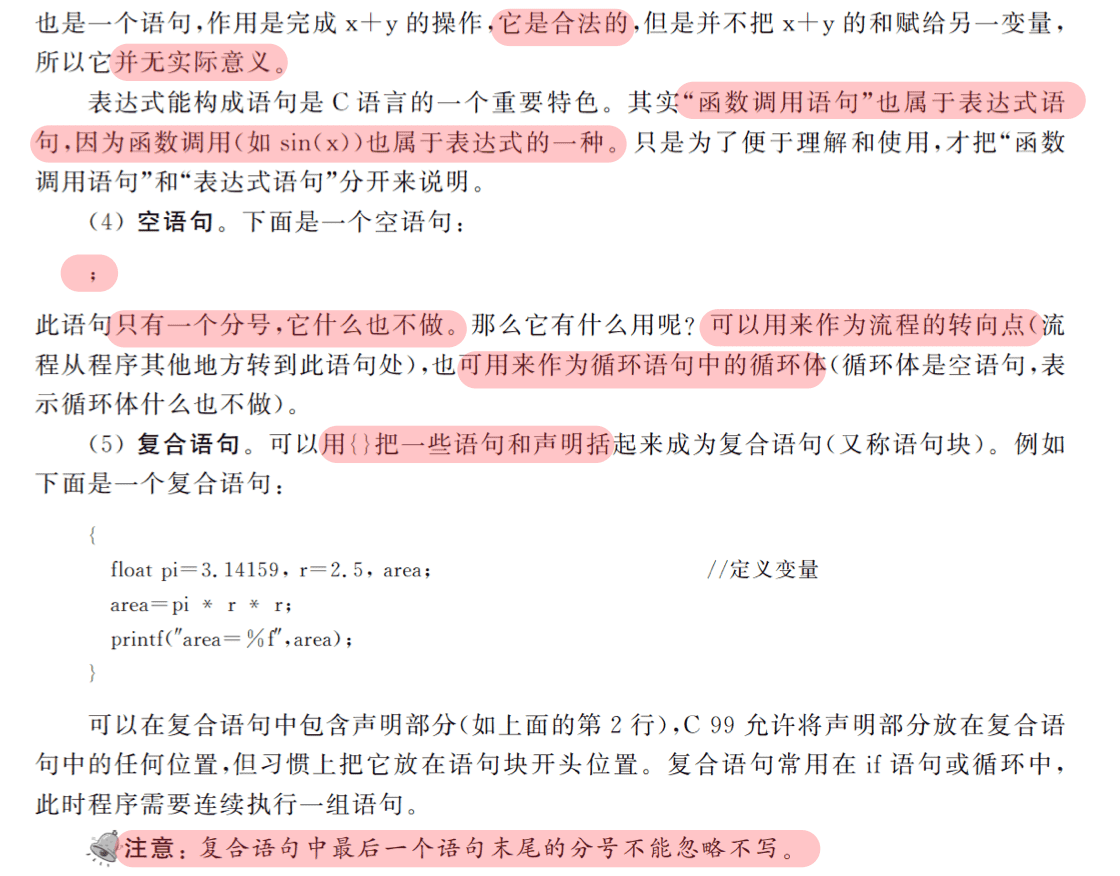 也是一个语句,作用是完成 x+y 的操作,它是合法的,但是并不把 x+y 的和赋给另一变量,
所以它并无实际意义。
表达式能构成语句是 C 语言的一个重要特色。其实“函数调用语句”也属于表达式语
句,因为函数调用(如 sin(x))也属于表达式的一种。只是为了便于理解和使用,才把“函数
调用语句”和“表达式语句”分开来说明。
(4) 空语句。下面是一个空语句:
;
此语句只有一个分号,它什么也不做。那么它有什么用呢? 可以用来作为流程的转向点(流
程从程序其他地方转到此语句处),也可用来作为循环语句中的循环体(循环体是空语句,表
示循环体什么也不做)。
(5) 复合语句。可以用{}把一些语句和声明括起来成为复合语句(又称语句块)。例如
下面是一个复合语句:
{
float pi=3.14159, r=2.5, area; //定义变量
area=pi * r * r;
printf("area=%f",area);
}
可以在复合语句中包含声明部分(如上面的第 2 行),C 99 允许将声明部分放在复合语
句中的任何位置,但习惯上把它放在语句块开头位置。复合语句常用在 if 语句或循环中,
此时程序需要连续执行一组语句。
注意:复合语句中最后一个语句末尾的分号不能忽略不写。